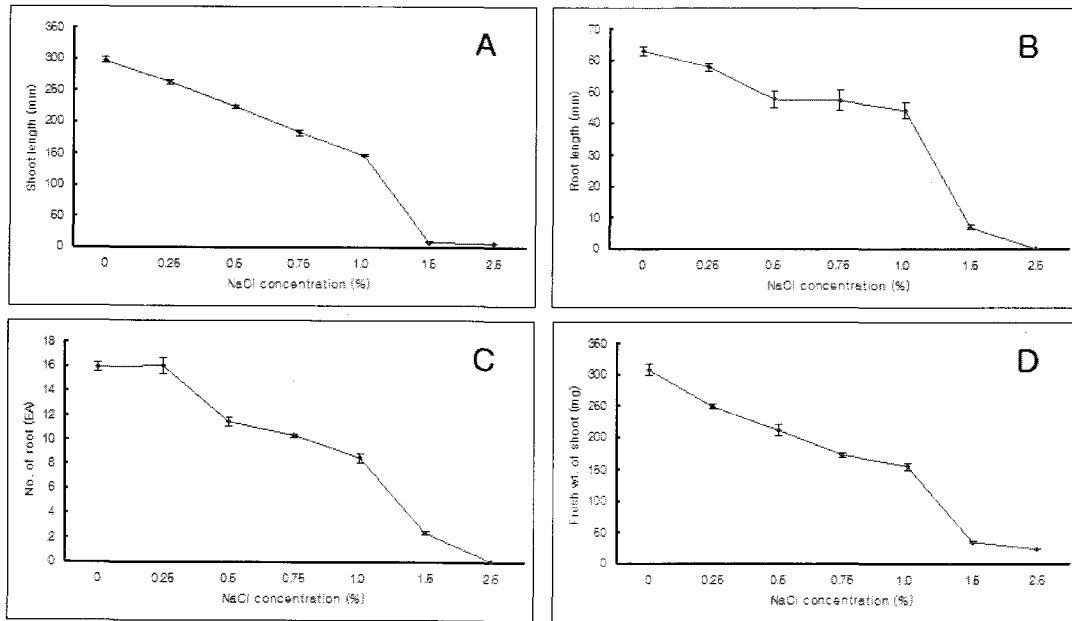 A
350
300
250
200
150
100
50
0
Shoot length (mm)
0 0.25 0.5 0.75 1.0 1.5 2.5
NaCl concentration (%)
B
70
60
50
40
30
20
10
0
Root length (mm)
0 0.25 0.5 0.75 1.0 1.5 2.5
NaCl concentration (%)
C
18
16
14
12
10
8
6
4
2
0
No. of root (EA)
0 0.25 0.5 0.75 1.0 1.5 2.5
NaCl concentration (%)
D
350
300
250
200
150
100
50
0
Fresh wt. of shoot (mg)
0 0.25 0.5 0.75 1.0 1.5 2.5
NaCl concentration (%)